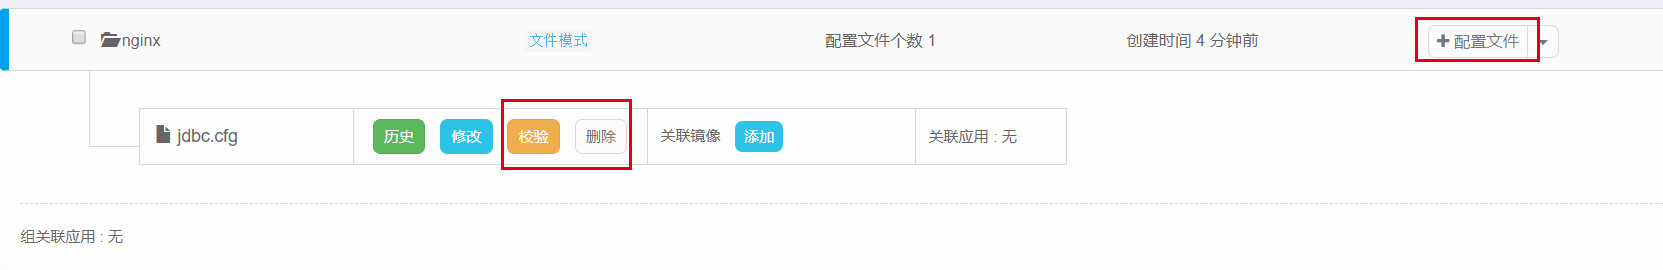 nginx 文件模式 配置文件个数 1 创建时间 4 分钟前 配置文件
jdbc.cfg 历史 修改 校验 删除 关联镜像 添加 关联应用 : 无
组关联应用 : 无